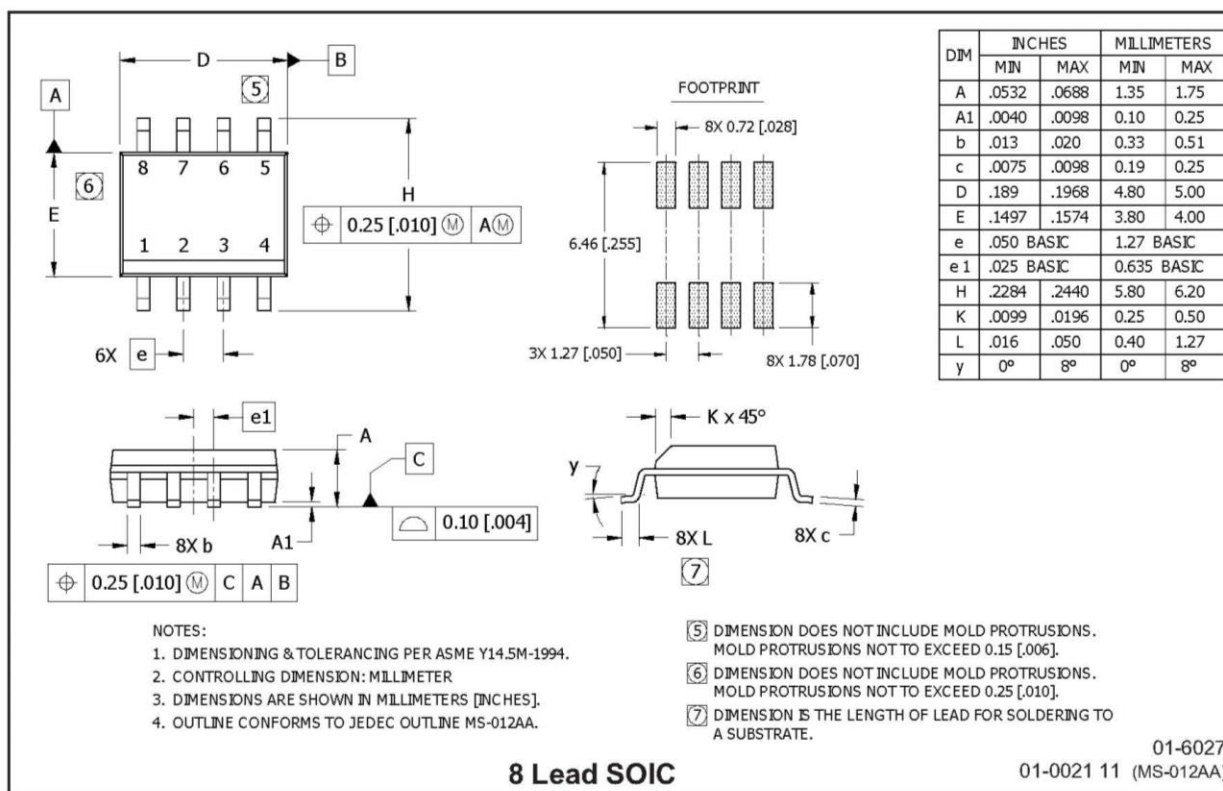 D
B
5
A
8 7 6 5
6
E
H
⌖ 0.25 [.010] Ⓜ AⓂ
1 2 3 4
6X e
FOOTPRINT
8X 0.72 [.028]
6.46 [.255]
3X 1.27 [.050]
8X 1.78 [.070]
DIM INCHES MILLIMETERS
MIN MAX MIN MAX
A .0532 .0688 1.35 1.75
A1 .0040 .0098 0.10 0.25
b .013 .020 0.33 0.51
c .0075 .0098 0.19 0.25
D .189 .1968 4.80 5.00
E .1497 .1574 3.80 4.00
e .050 BASIC 1.27 BASIC
e 1 .025 BASIC 0.635 BASIC
H .2284 .2440 5.80 6.20
K .0099 .0196 0.25 0.50
L .016 .050 0.40 1.27
y 0° 8° 0° 8°
e1
A
C
⌓ 0.10 [.004]
8X b
A1
⌖ 0.25 [.010] Ⓜ C A B
K x 45°
y
8X L
8X c
7
NOTES:
1. DIMENSIONING & TOLERANCING PER ASME Y14.5M-1994.
2. CONTROLLING DIMENSION: MILLIMETER
3. DIMENSIONS ARE SHOWN IN MILLIMETERS [INCHES].
4. OUTLINE CONFORMS TO JEDEC OUTLINE MS-012AA.
5 DIMENSION DOES NOT INCLUDE MOLD PROTRUSIONS.
MOLD PROTRUSIONS NOT TO EXCEED 0.15 [.006].
6 DIMENSION DOES NOT INCLUDE MOLD PROTRUSIONS.
MOLD PROTRUSIONS NOT TO EXCEED 0.25 [.010].
7 DIMENSION IS THE LENGTH OF LEAD FOR SOLDERING TO
A SUBSTRATE.
8 Lead SOIC
01-6027
01-0021 11 (MS-012AA)